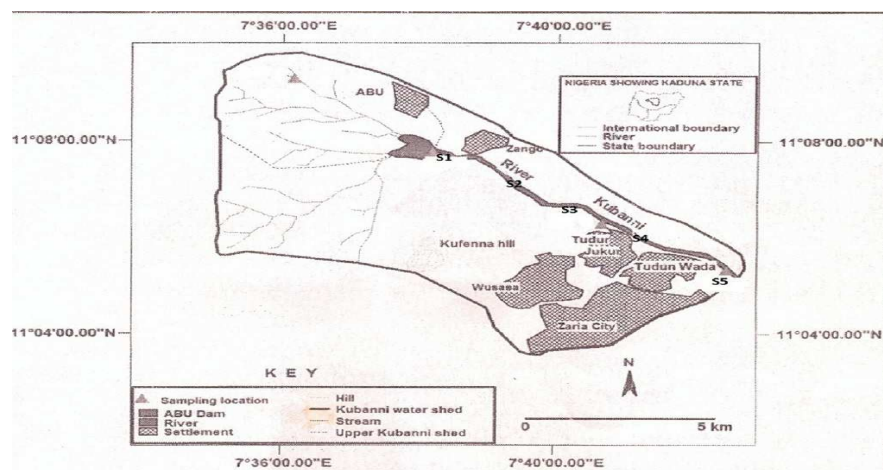 7°36'00.00"E 7°40'00.00"E
ABU
NIGERIA SHOWING KADUNA STATE
International boundary
River
State boundary
11°08'00.00"N 11°08'00.00"N
Zango
S1
River
S2
S3
Kubanni
S4
Kufenna hill
Tudun
Jukun
Tudun Wada
S5
Wusasa
Zaria City
11°04'00.00"N 11°04'00.00"N
N
KEY
Sampling location
ABU Dam
River
Settlement
Hill
Kubanni water shed
Stream
Upper Kubanni shed
0 5 km
7°36'00.00"E 7°40'00.00"E